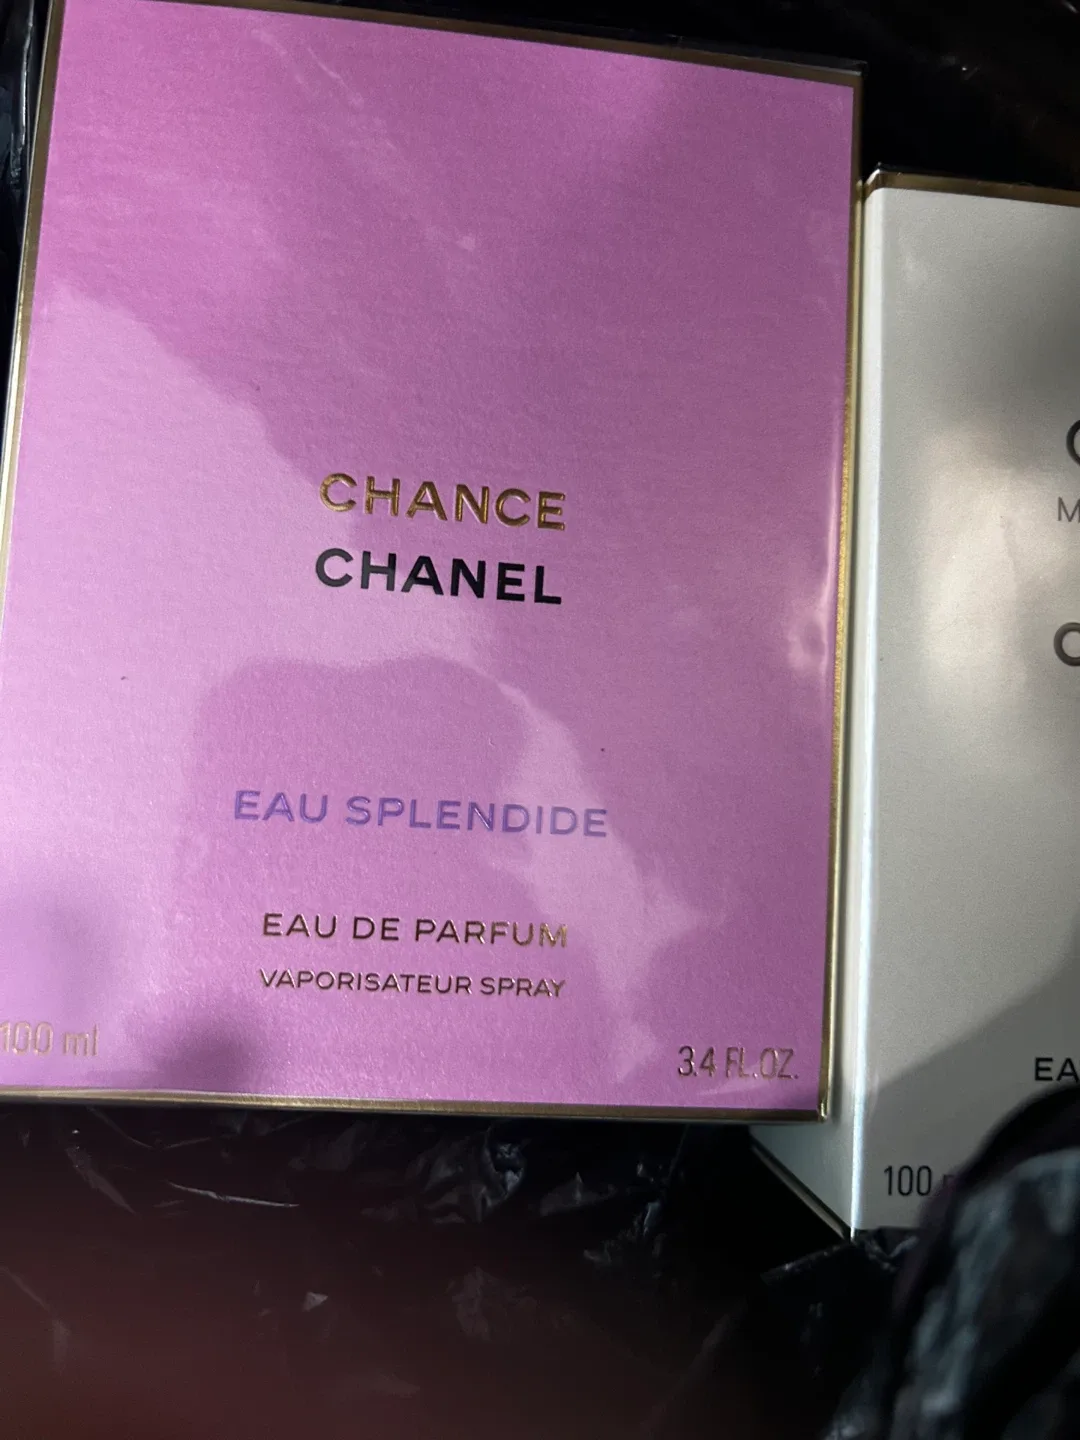 CHANCE
CHANEL
EAU SPLENDIDE
EAU DE PARFUM
VAPORISATEUR SPRAY
100 ml
3.4 FL.OZ.
100